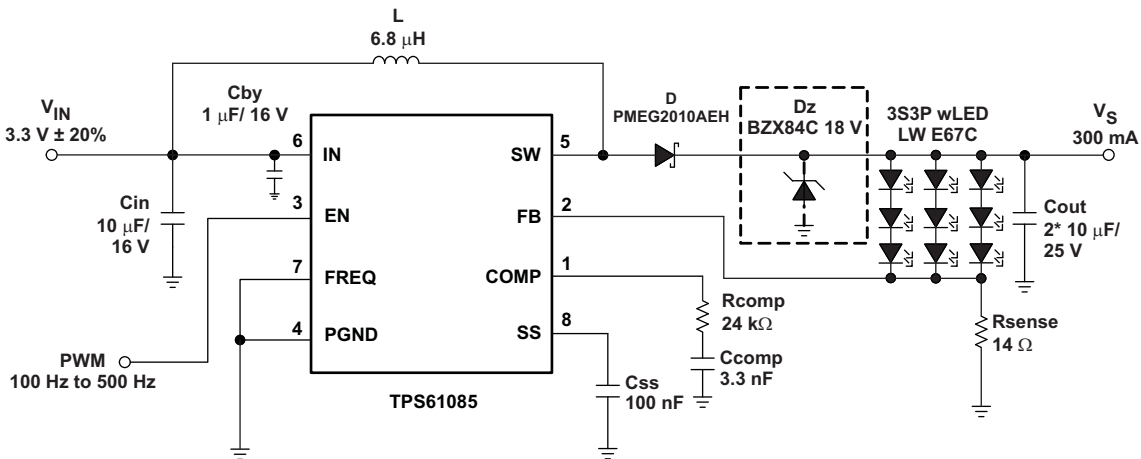 L
6.8 μH
Cby
1 μF/ 16 V
VIN
3.3 V ± 20%
D
PMEG2010AEH
Dz
BZX84C 18 V
3S3P wLED
LW E67C
VS
300 mA
6
IN
SW
5
3
EN
FB
2
Cin
10 μF/
16 V
Cout
2* 10 μF/
25 V
7
FREQ
COMP
1
Rcomp
24 kΩ
4
PGND
SS
8
Rsense
14 Ω
PWM
100 Hz to 500 Hz
Ccomp
3.3 nF
Css
100 nF
TPS61085